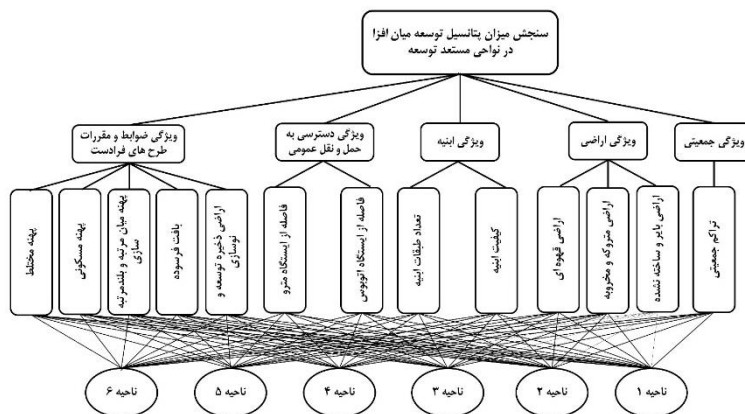 سنجش میزان پتانسیل توسعه میان افزا
در نواحی مستعد توسعه
ویژگی جمعیتی
ویژگی اراضی
ویژگی ابنیه
ویژگی دسترسی به
حمل و نقل عمومی
ویژگی ضوابط و مقررات
طرح های فرادست
تراکم جمعیتی
اراضی بایر و ساخته نشده
اراضی متروکه و مخروبه
اراضی قهوه ای
کیفیت ابنیه
تعداد طبقات ابنیه
فاصله از ایستگاه اتوبوس
فاصله از ایستگاه مترو
اراضی ذخیره توسعه و
نوسازی
بافت فرسوده
پهنه میان مرتبه و بلندمرتبه
سازی
پهنه مسکونی
پهنه مختلط
ناحیه ۱
ناحیه ۲
ناحیه ۳
ناحیه ۴
ناحیه ۵
ناحیه ۶